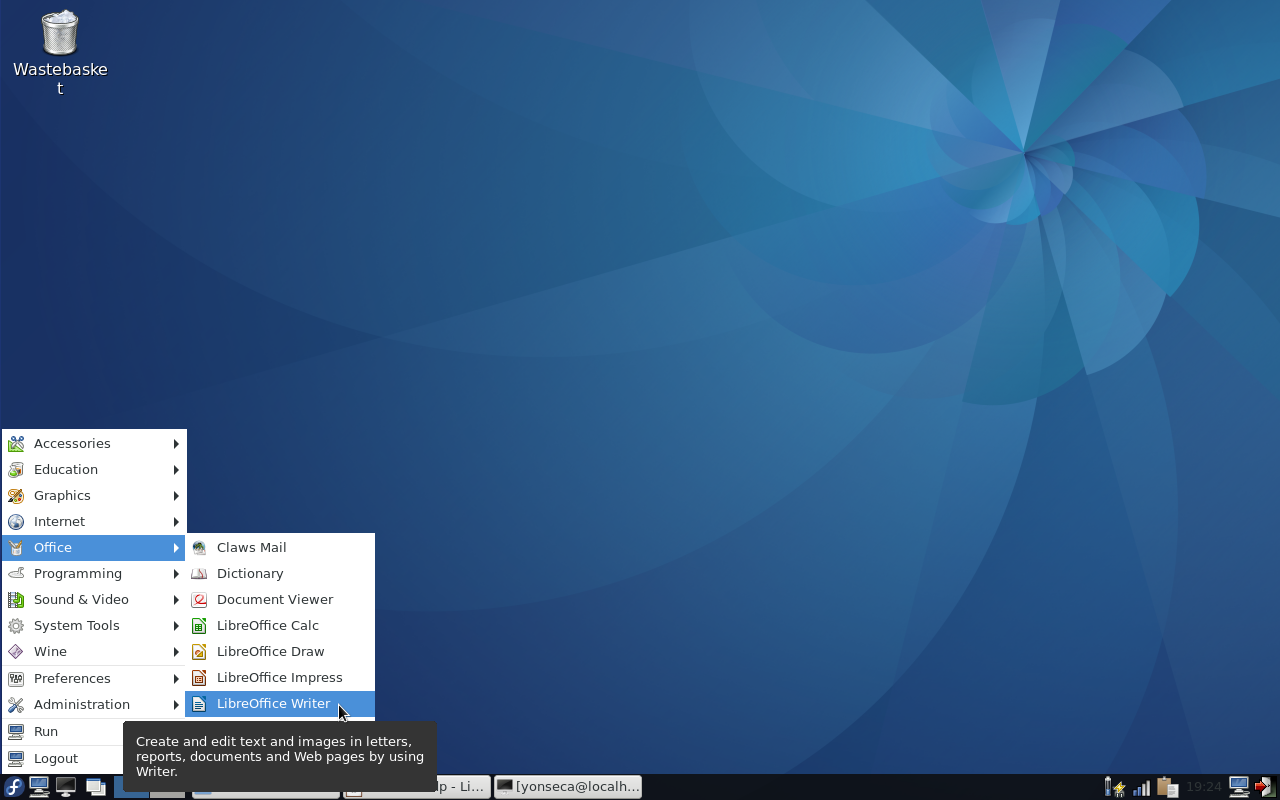 Wastebaske
t
Accessories
Education
Graphics
Internet
Office
Programming
Sound & Video
System Tools
Wine
Preferences
Administration
Run
Logout
Claws Mail
Dictionary
Document Viewer
LibreOffice Calc
LibreOffice Draw
LibreOffice Impress
LibreOffice Writer
Create and edit text and images in letters,
reports, documents and Web pages by using
Writer.
lp - Li...
[yonseca@localh...
19:24